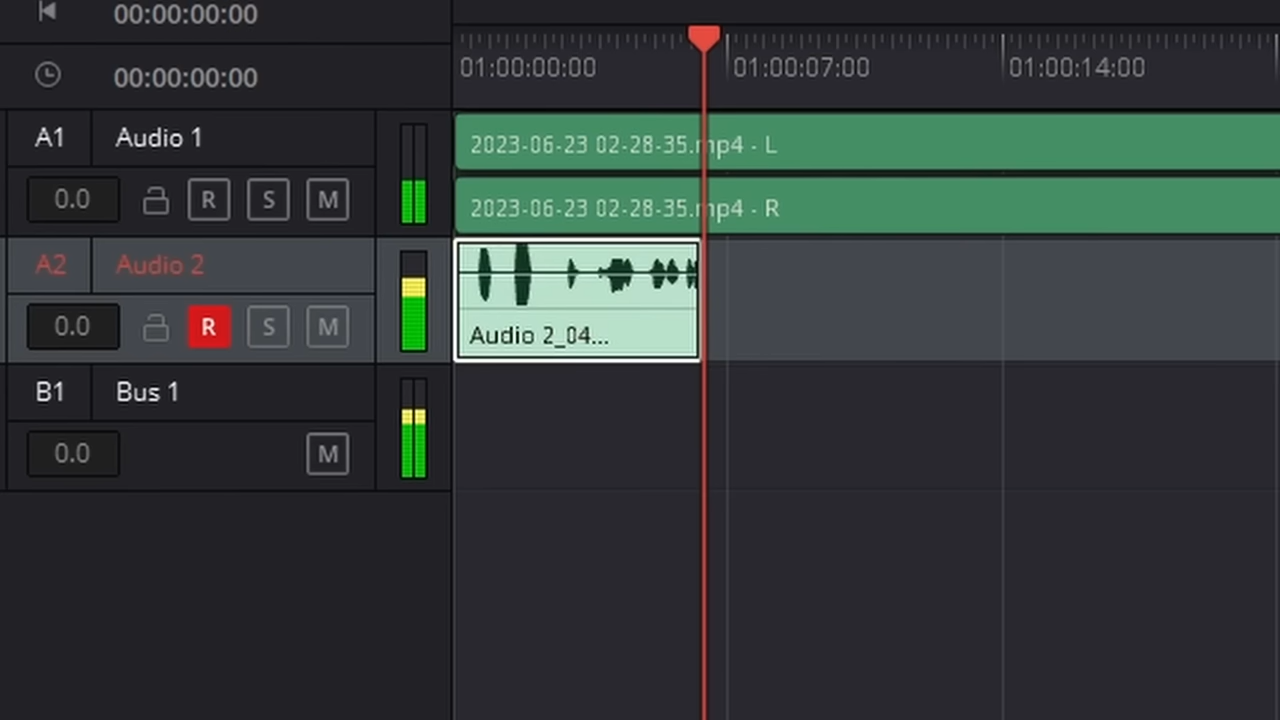 00:00:00:00
00:00:00:00
01:00:00:00 01:00:07:00 01:00:14:00
A1 Audio 1
0.0 R S M
2023-06-23 02-28-35.mp4 - L
2023-06-23 02-28-35.mp4 - R
A2 Audio 2
0.0 R S M
Audio 2_04...
B1 Bus 1
0.0 M